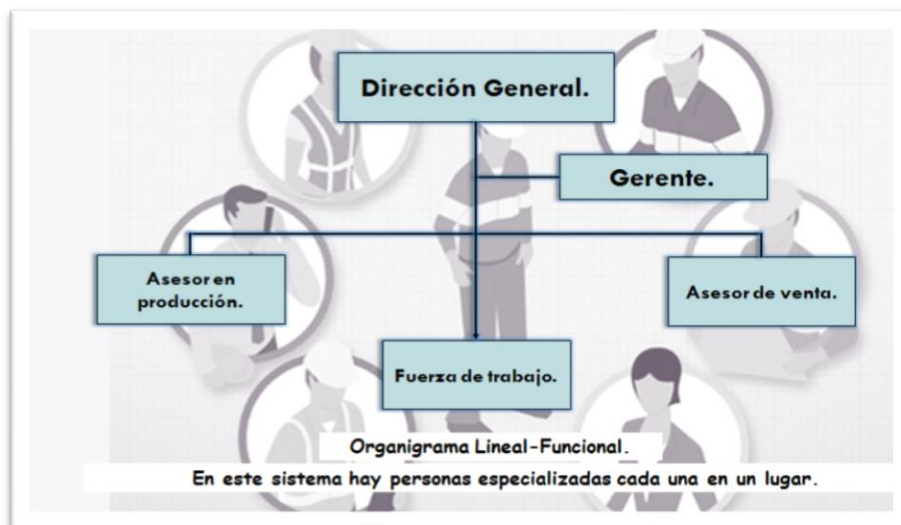 Dirección General.
Gerente.
Asesor en
producción.
Asesor de venta.
Fuerza de trabajo.
Organigrama Lineal-Funcional.
En este sistema hay personas especializadas cada una en un lugar.